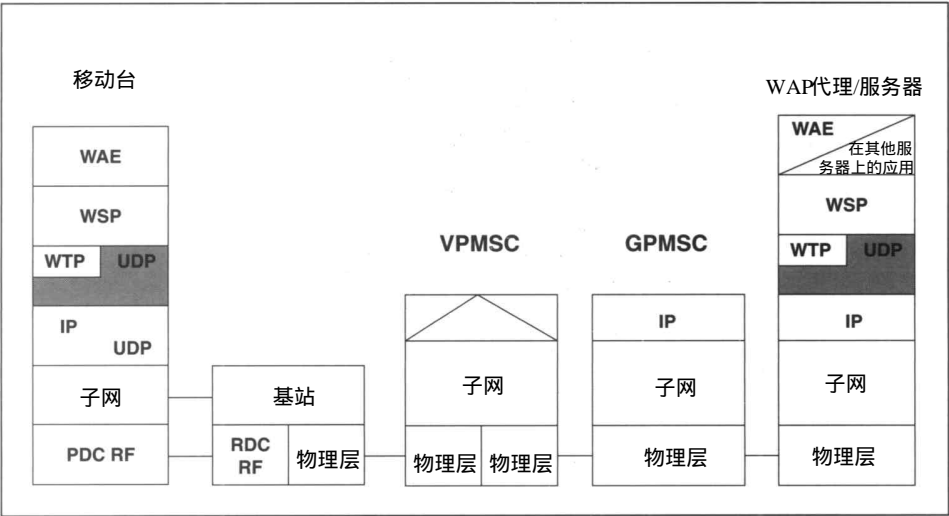 移动台
WAE
WSP
WTP
UDP
IP
UDP
子网
PDC RF
基站
RDC
RF
物理层
VPMSC
子网
物理层
物理层
GPMSC
IP
子网
物理层
WAP代理/服务器
WAE
在其他服
务器上的应用
WSP
WTP
UDP
IP
子网
物理层